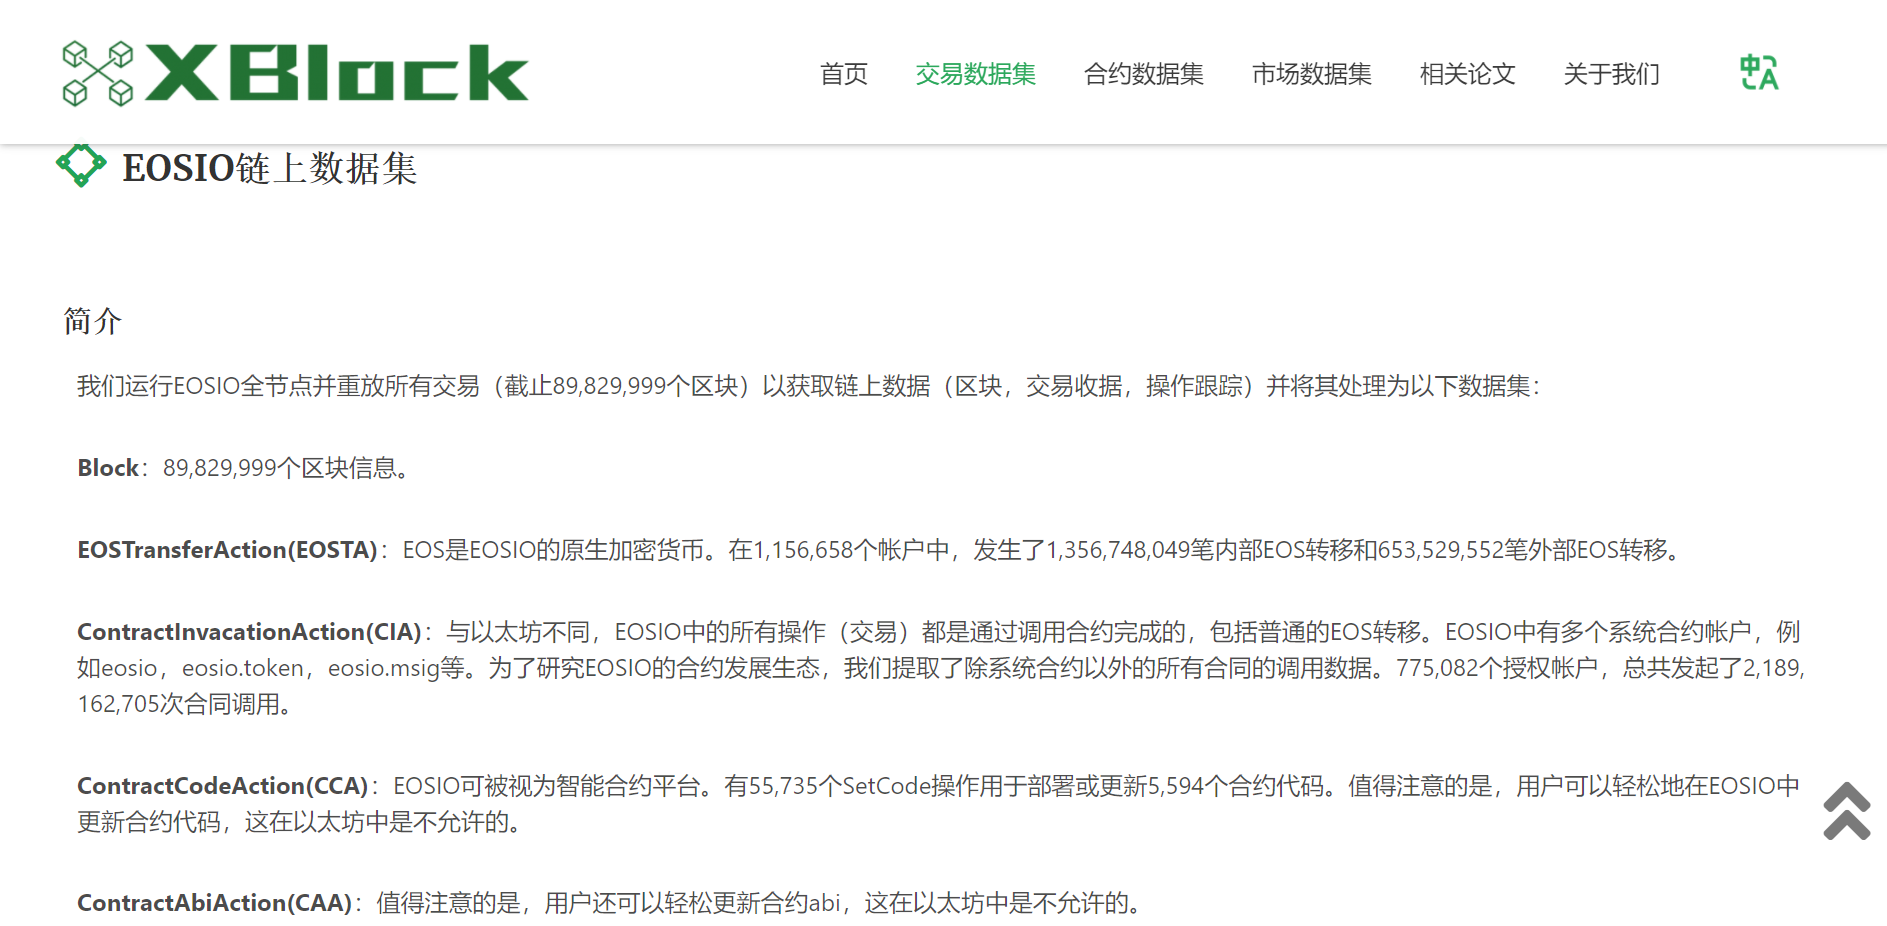 XBlock
首页 交易数据集 合约数据集 市场数据集 相关论文 关于我们 中A
EOSIO链上数据集
简介
我们运行EOSIO全节点并重放所有交易（截止89,829,999个区块）以获取链上数据（区块，交易收据，操作跟踪）并将其处理为以下数据集：
Block：89,829,999个区块信息。
EOSTransferAction(EOSTA)：EOS是EOSIO的原生加密货币。在1,156,658个帐户中，发生了1,356,748,049笔内部EOS转移和653,529,552笔外部EOS转移。
ContractInvacationAction(CIA)：与以太坊不同，EOSIO中的所有操作（交易）都是通过调用合约完成的，包括普通的EOS转移。EOSIO中有多个系统合约帐户，例
如eosio，eosio.token，eosio.msig等。为了研究EOSIO的合约发展生态，我们提取了除系统合约以外的所有合同的调用数据。775,082个授权帐户，总共发起了2,189,
162,705次合同调用。
ContractCodeAction(CCA)：EOSIO可被视为智能合约平台。有55,735个SetCode操作用于部署或更新5,594个合约代码。值得注意的是，用户可以轻松地在EOSIO中
更新合约代码，这在以太坊中是不允许的。
ContractAbiAction(CAA)：值得注意的是，用户还可以轻松更新合约abi，这在以太坊中是不允许的。